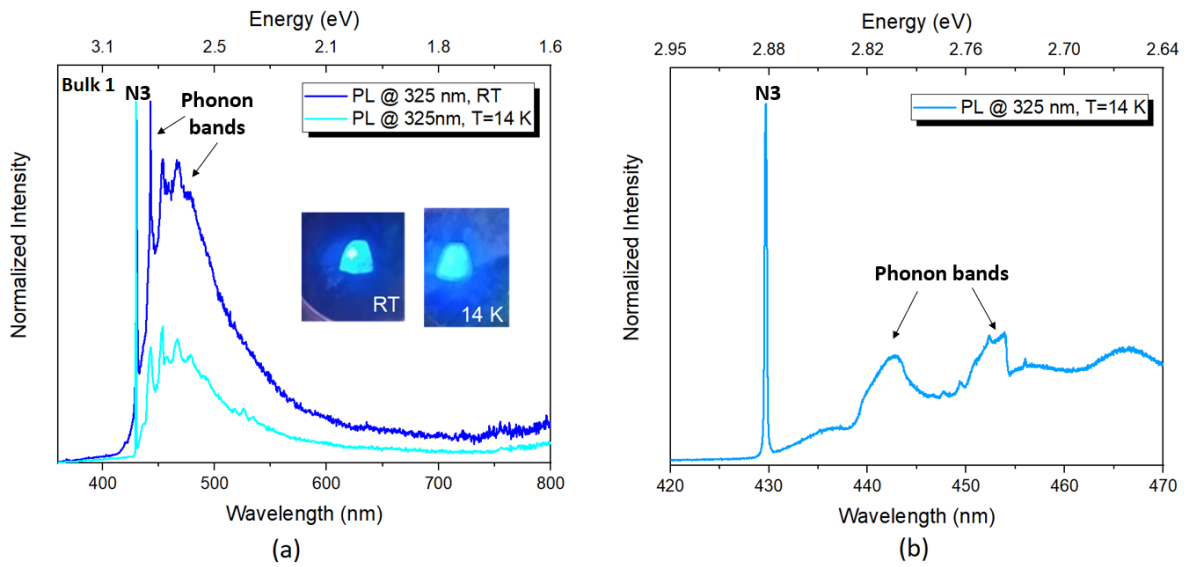 Energy (eV)
3.1 2.5 2.1 1.8 1.6
Bulk 1
N3
Phonon
bands
PL @ 325 nm, RT
PL @ 325nm, T=14 K
RT
14 K
Normalized Intensity
400 500 600 700 800
Wavelength (nm)
(a)
Energy (eV)
2.95 2.88 2.82 2.76 2.70 2.64
N3
PL @ 325 nm, T=14 K
Phonon bands
Normalized Intensity
420 430 440 450 460 470
Wavelength (nm)
(b)